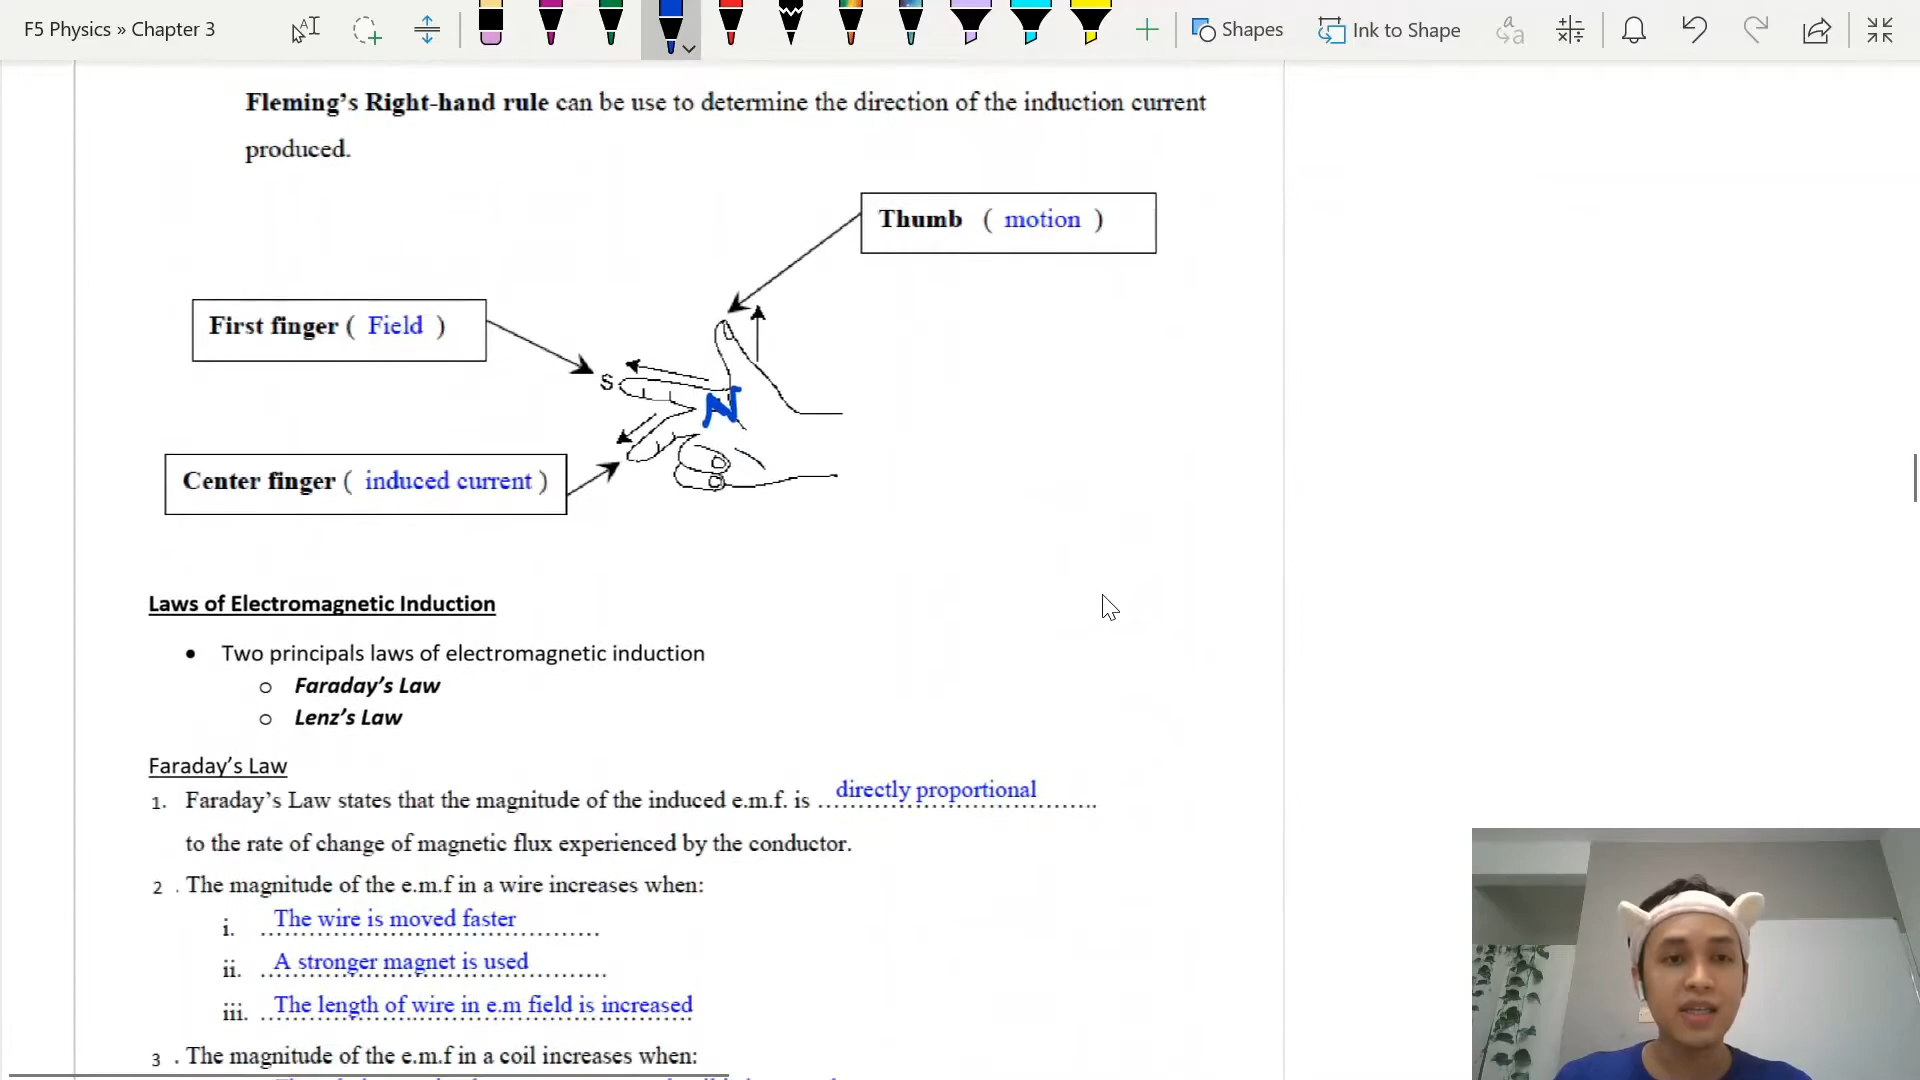 F5 Physics » Chapter 3
Shapes
Ink to Shape
Fleming’s Right-hand rule can be use to determine the direction of the induction current
produced.
Thumb ( motion )
First finger ( Field )
S
N
Center finger ( induced current )
Laws of Electromagnetic Induction
• Two principals laws of electromagnetic induction
o Faraday’s Law
o Lenz’s Law
Faraday’s Law
1. Faraday’s Law states that the magnitude of the induced e.m.f. is directly proportional
to the rate of change of magnetic flux experienced by the conductor.
2 . The magnitude of the e.m.f in a wire increases when:
i. The wire is moved faster
ii. A stronger magnet is used
iii. The length of wire in e.m field is increased
3 . The magnitude of the e.m.f in a coil increases when: